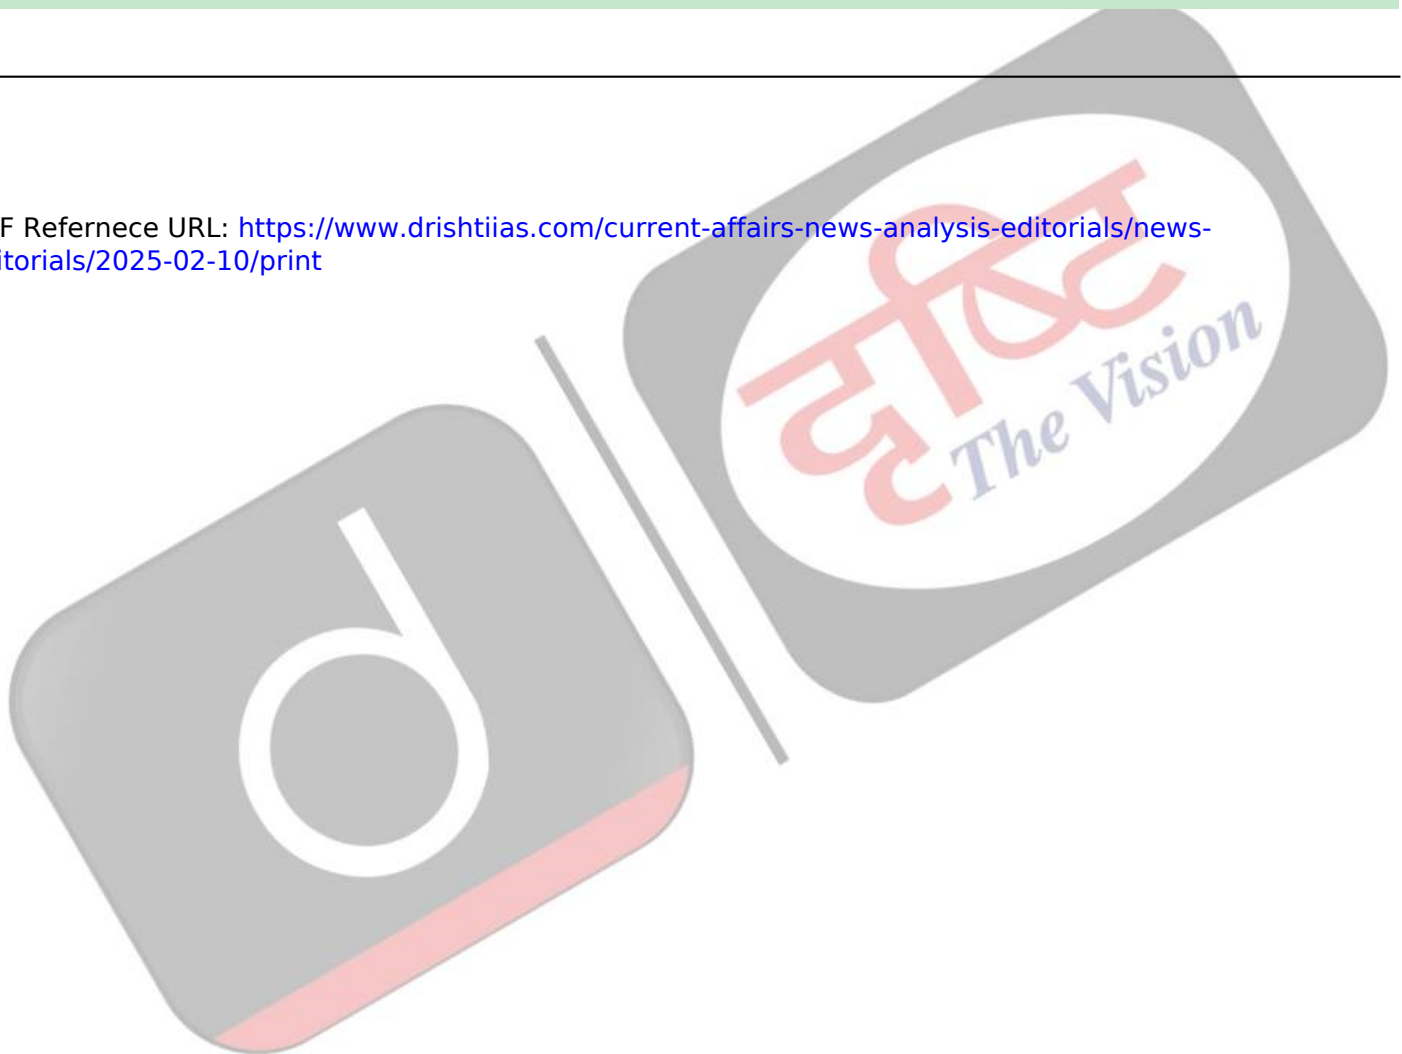 F Refernece URL: https://www.drishtiias.com/current-affairs-news-analysis-editorials/news-
itorials/2025-02-10/print
दृष्टि
The Vision
d